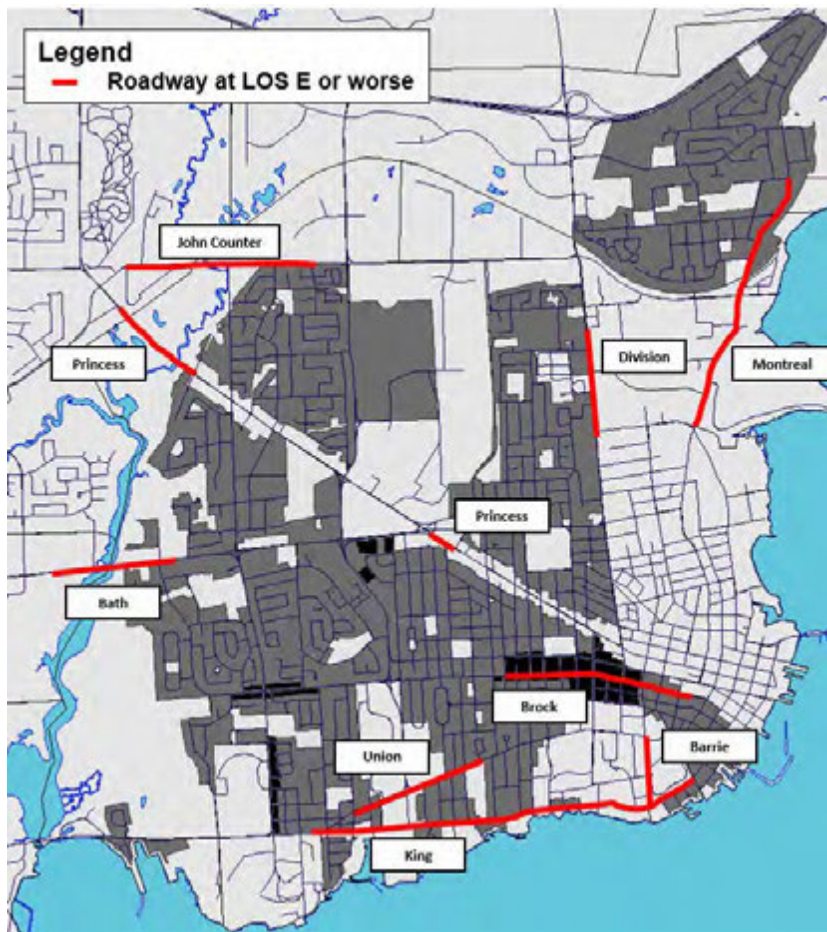 Legend
Roadway at LOS E or worse
John Counter
Princess
Division
Montreal
Princess
Bath
Brock
Union
Barrie
King